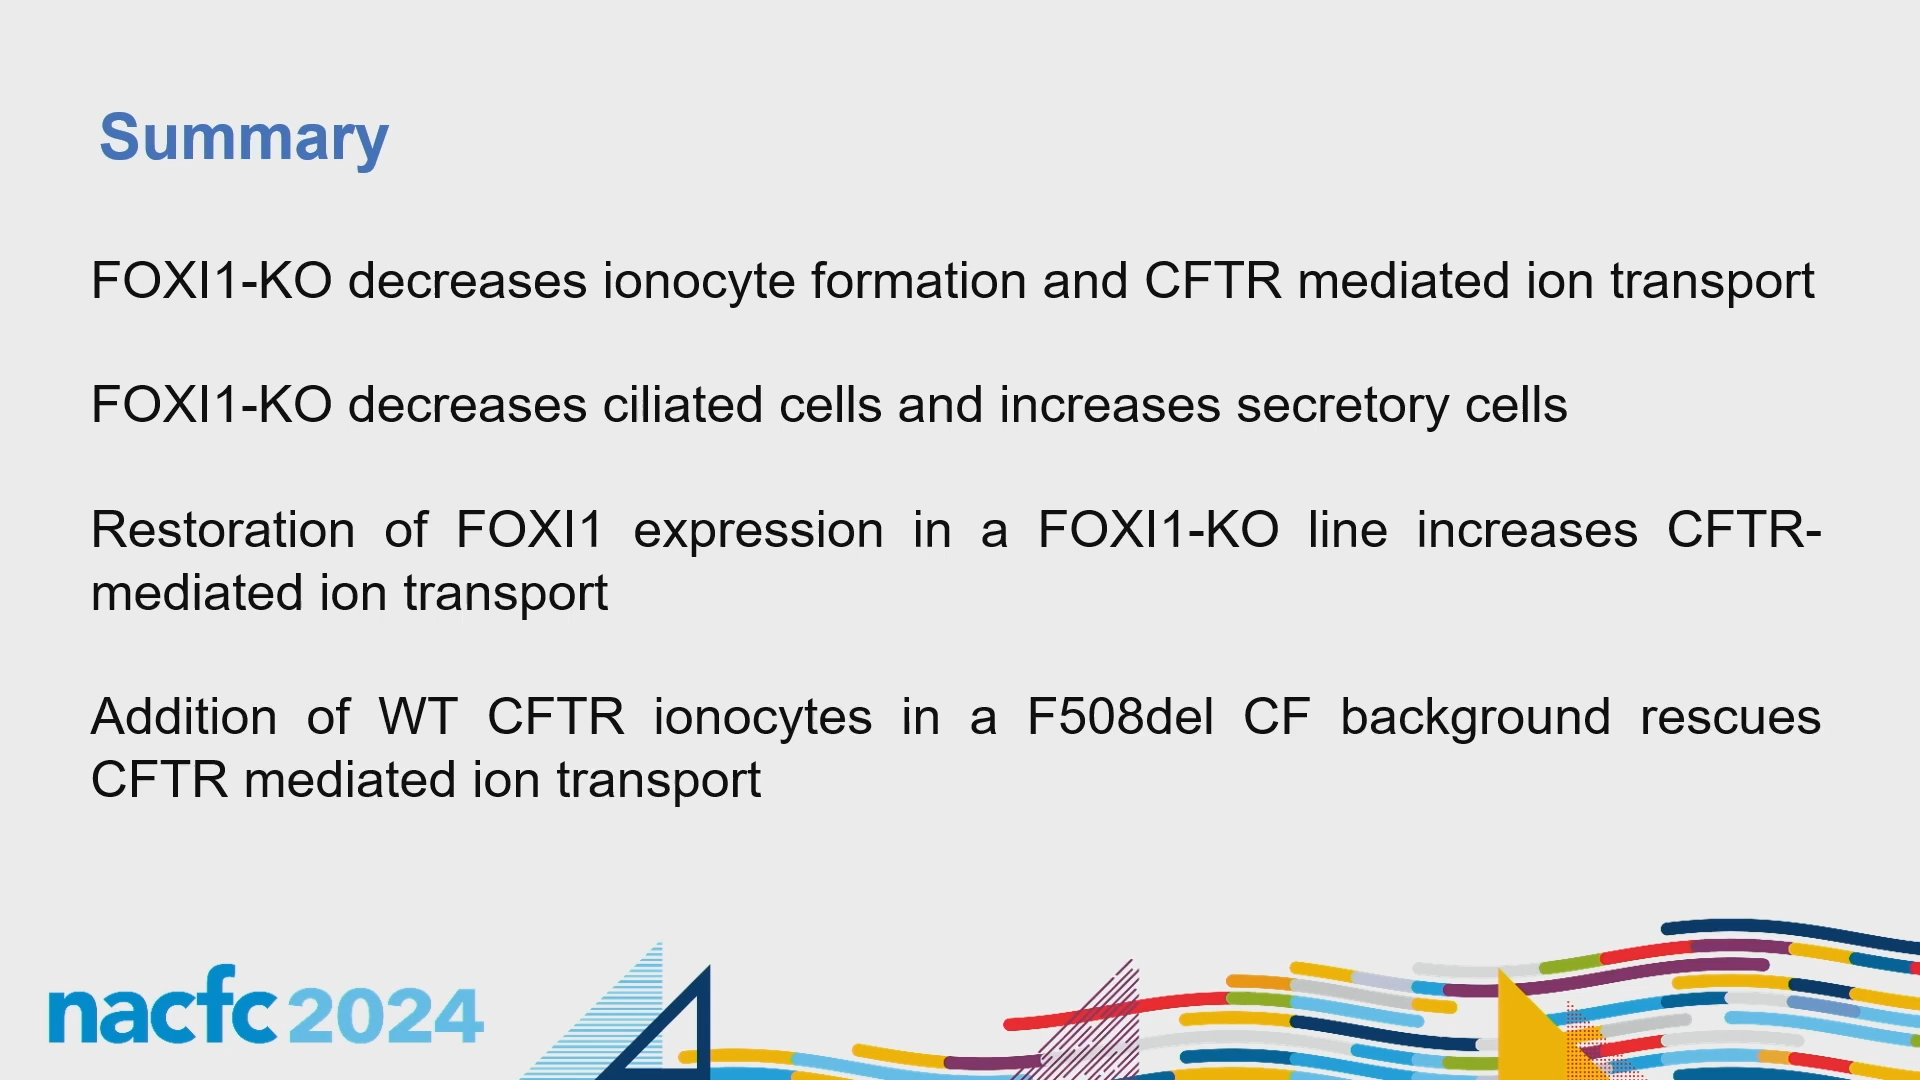 Summary
FOXI1-KO decreases ionocyte formation and CFTR mediated ion transport
FOXI1-KO decreases ciliated cells and increases secretory cells
Restoration of FOXI1 expression in a FOXI1-KO line increases CFTR-
mediated ion transport
Addition of WT CFTR ionocytes in a F508del CF background rescues
CFTR mediated ion transport
nacfc 2024